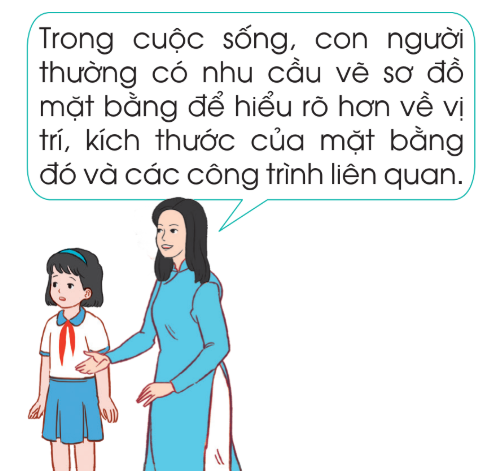 Trong cuộc sống, con người
thường có nhu cầu vẽ sơ đồ
mặt bằng để hiểu rõ hơn về vị
trí, kích thước của mặt bằng
đó và các công trình liên quan.